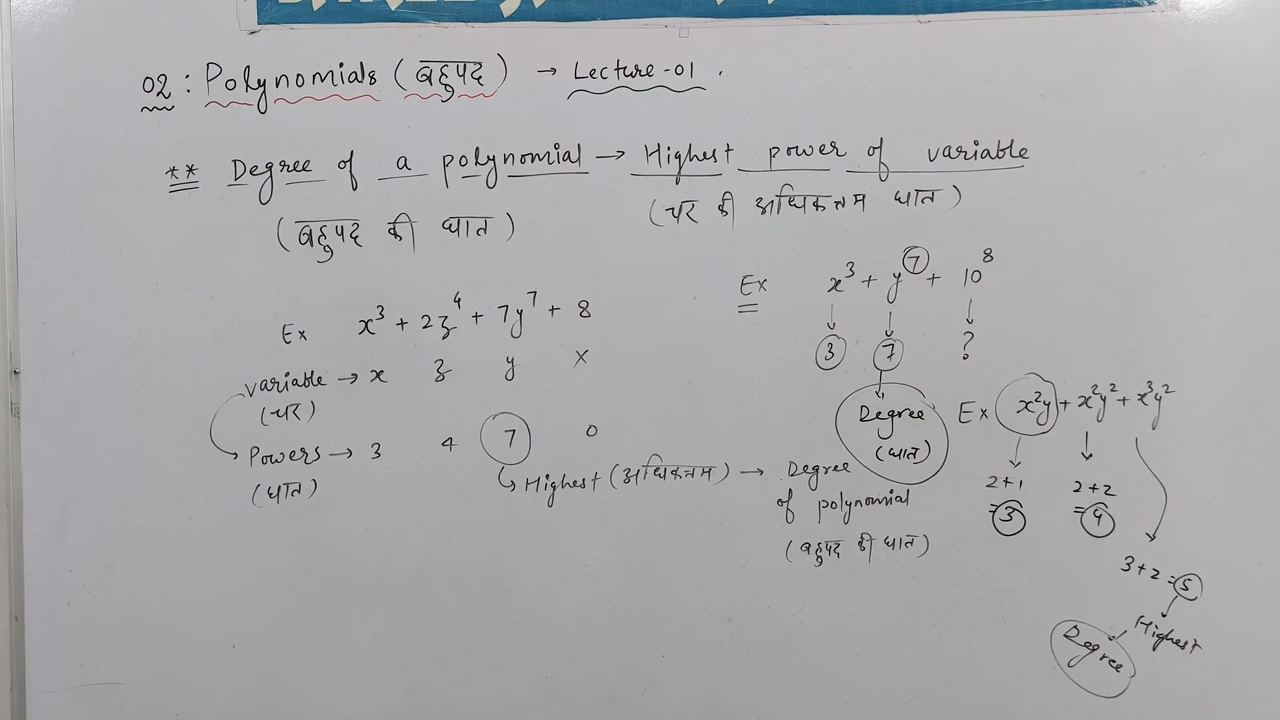 02 : Polynomials (बहुपद) → Lecture-01.
** Degree of a polynomial → Highest power of variable
(बहुपद की घात) (चर की अधिकतम घात)
Ex x³ + 2z⁴ + 7y⁷ + 8
variable → x z y ×
(चर)
Powers → 3 4 7 0
(घात)
Highest (अधिकतम) → Degree
of polynomial
(बहुपद की घात)
Ex x³ + y⁷ + 10⁸
3 7 ?
Degree
(घात)
Ex x²y + x²y² + x³y²
2+1 2+2
=3 =4
3+2=5
Highest
Degree